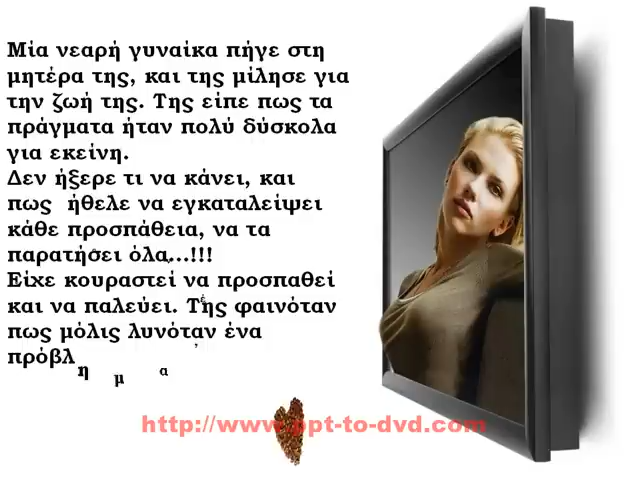 Μία νεαρή γυναίκα πήγε στη
μητέρα της, και της μίλησε για
την ζωή της. Της είπε πως τα
πράγματα ήταν πολύ δύσκολα
για εκείνη.
Δεν ήξερε τι να κάνει, και
πως ήθελε να εγκαταλείψει
κάθε προσπάθεια, να τα
παρατήσει όλα,..!!!
Είχε κουραστεί να προσπαθεί
και να παλεύει. Της φαινόταν
πως μόλις λυνόταν ένα
πρόβλημα
http://www.ppt-to-dvd.com